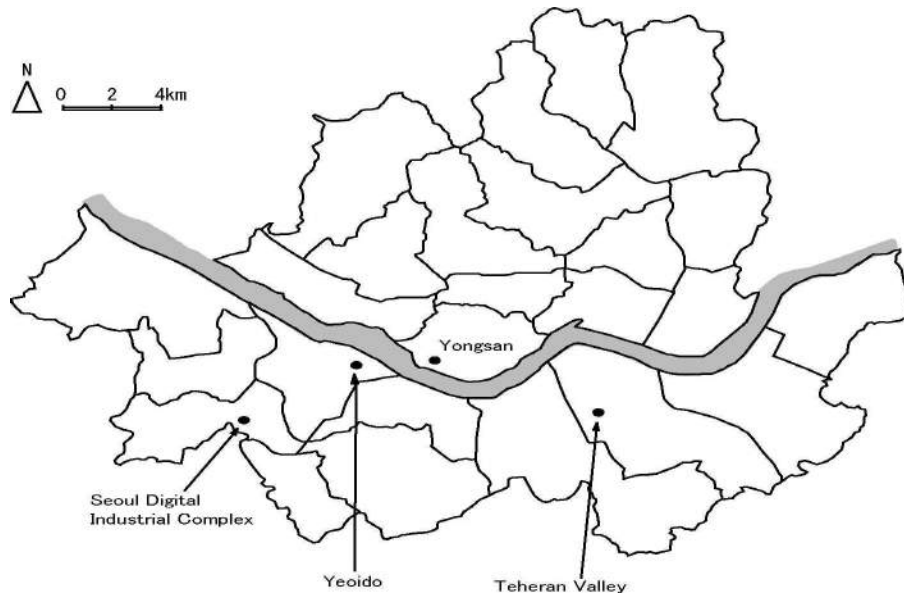 N
0 2 4km
Yongsan
Seoul Digital
Industrial Complex
Yeoido
Teheran Valley